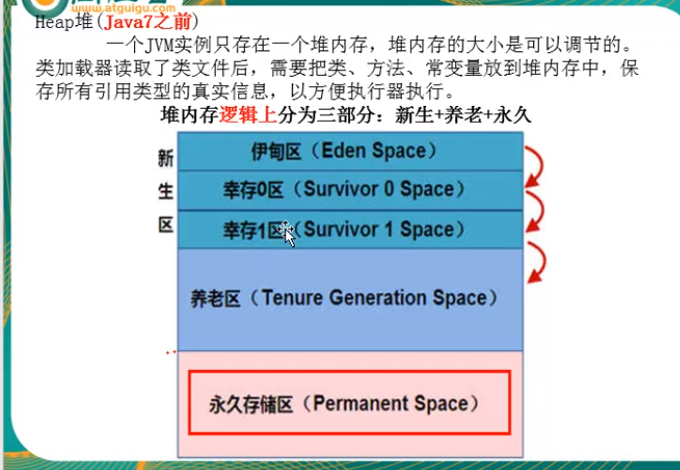 www.atguigu.com
Heap堆(Java7之前)
一个JVM实例只存在一个堆内存，堆内存的大小是可以调节的。
类加载器读取了类文件后，需要把类、方法、常变量放到堆内存中，保
存所有引用类型的真实信息，以方便执行器执行。
堆内存逻辑上分为三部分：新生+养老+永久
新生区
伊甸区（Eden Space）
幸存0区（Survivor 0 Space）
幸存1区（Survivor 1 Space）
养老区（Tenure Generation Space）
永久存储区（Permanent Space）